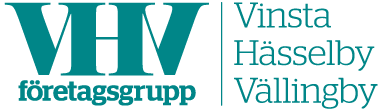 VHV
företagsgrupp
Vinsta
Hässelby
Vällingby